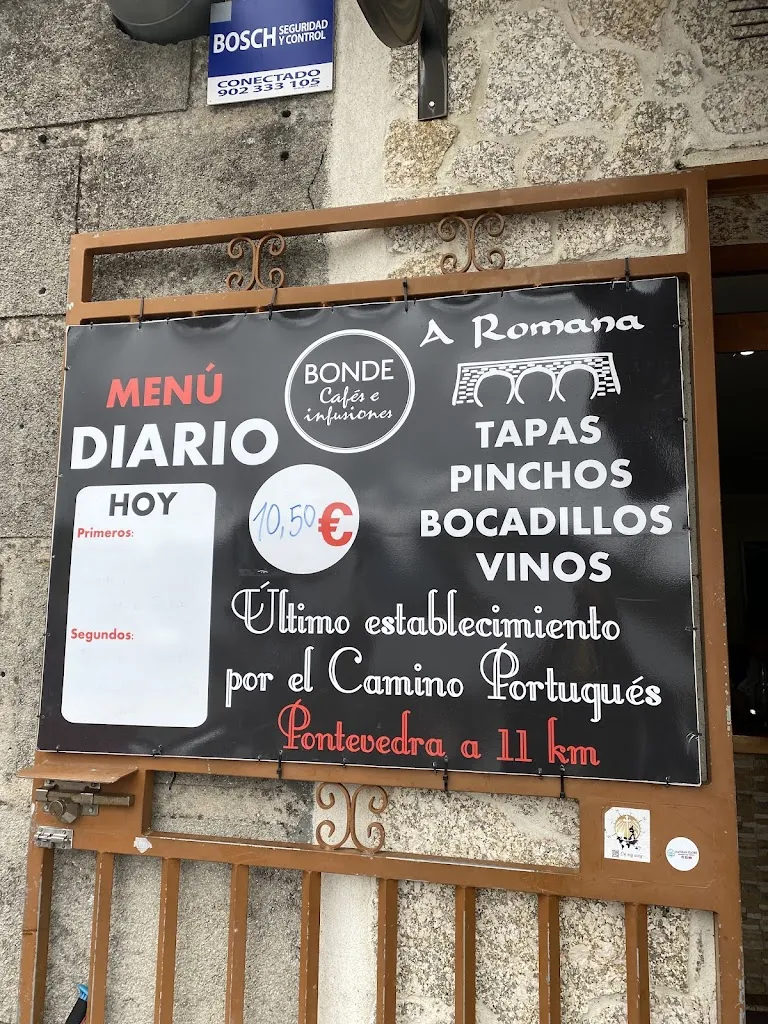 BOSCH SEGURIDAD Y CONTROL
CONECTADO
902 333 105
MENÚ
DIARIO
BONDE
Cafés e
infusiones
A Romana
HOY
Primeros:
Segundos:
10,50 €
TAPAS
PINCHOS
BOCADILLOS
VINOS
Último establecimiento
por el Camino Portugués
Pontevedra a 11 km